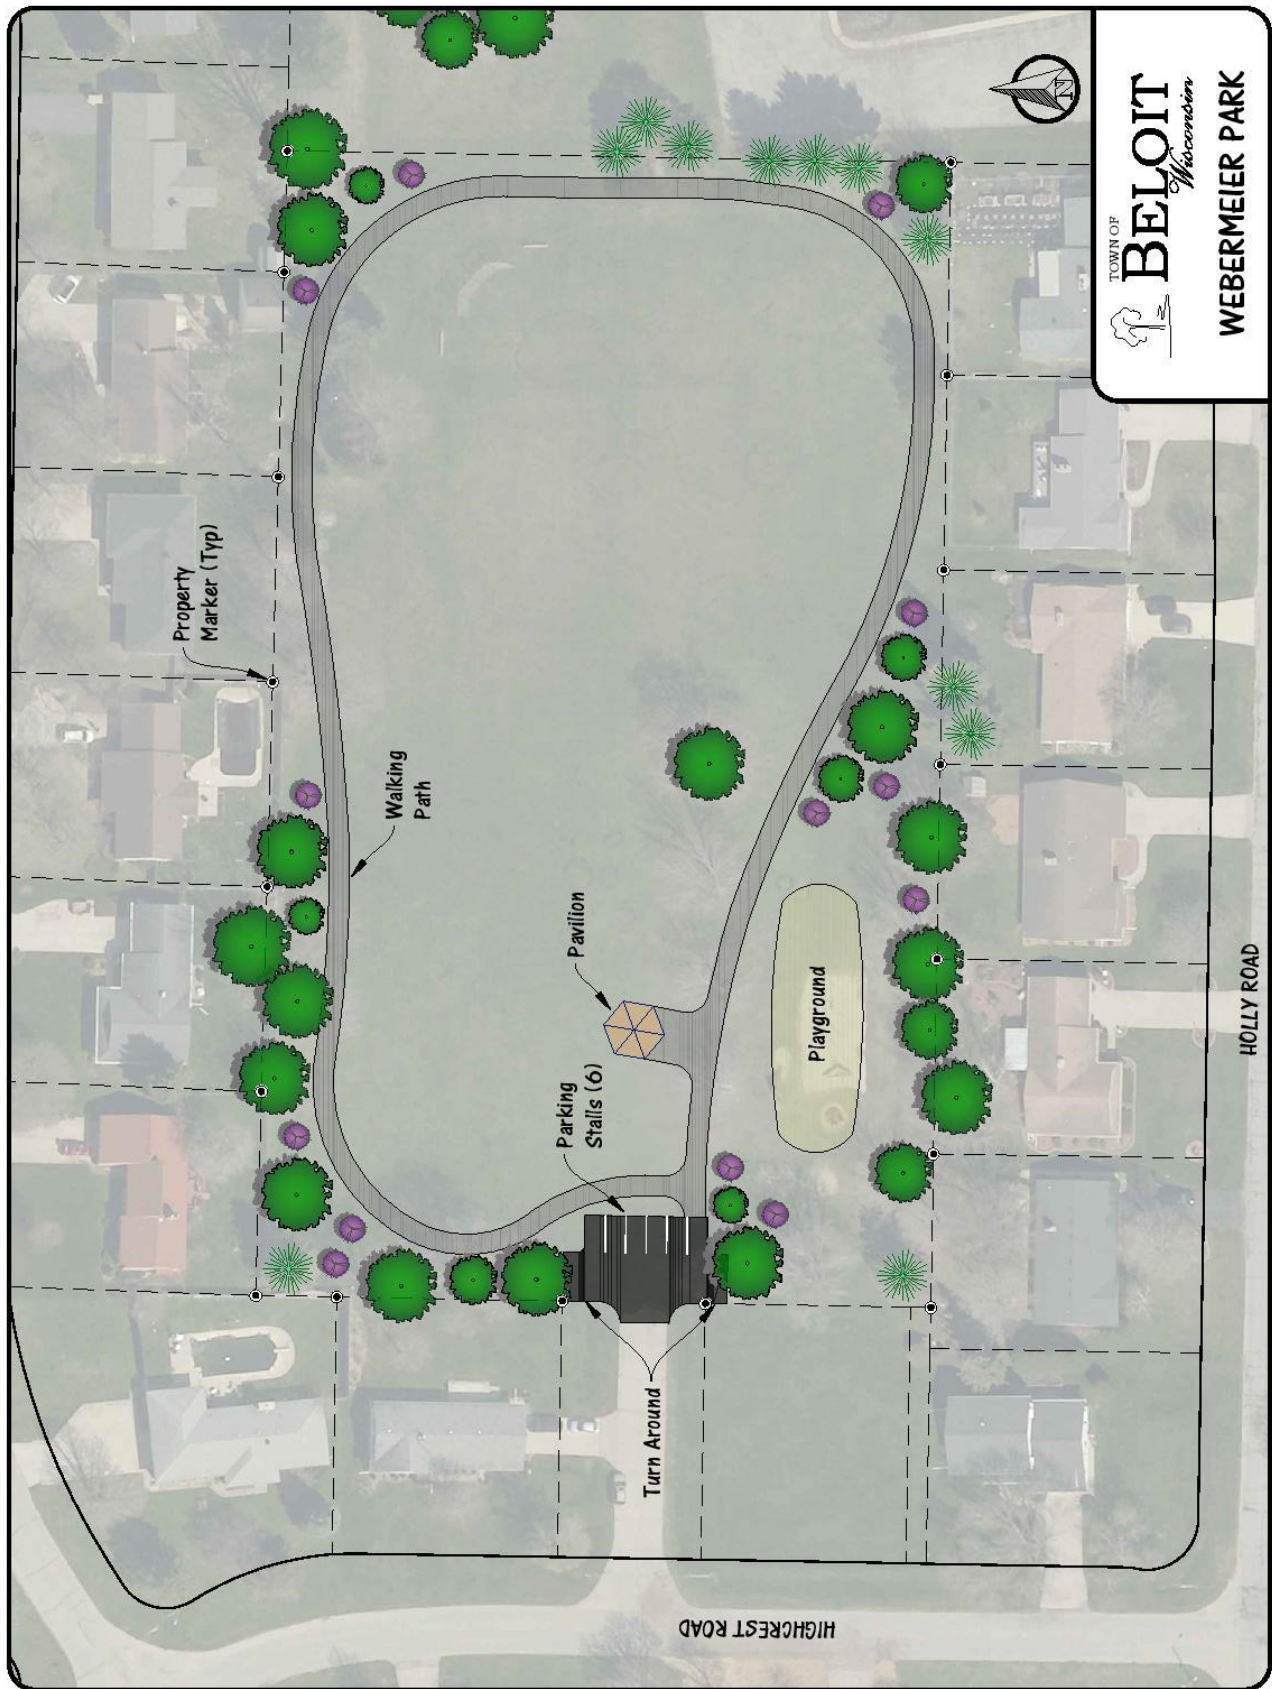 TOWN OF
BELOIT
Wisconsin
WEBERMEIER PARK
N
Property
Marker (Typ)
Walking
Path
Pavilion
Parking
Stalls (6)
Playground
Turn Around
HOLLY ROAD
HIGHCREST ROAD